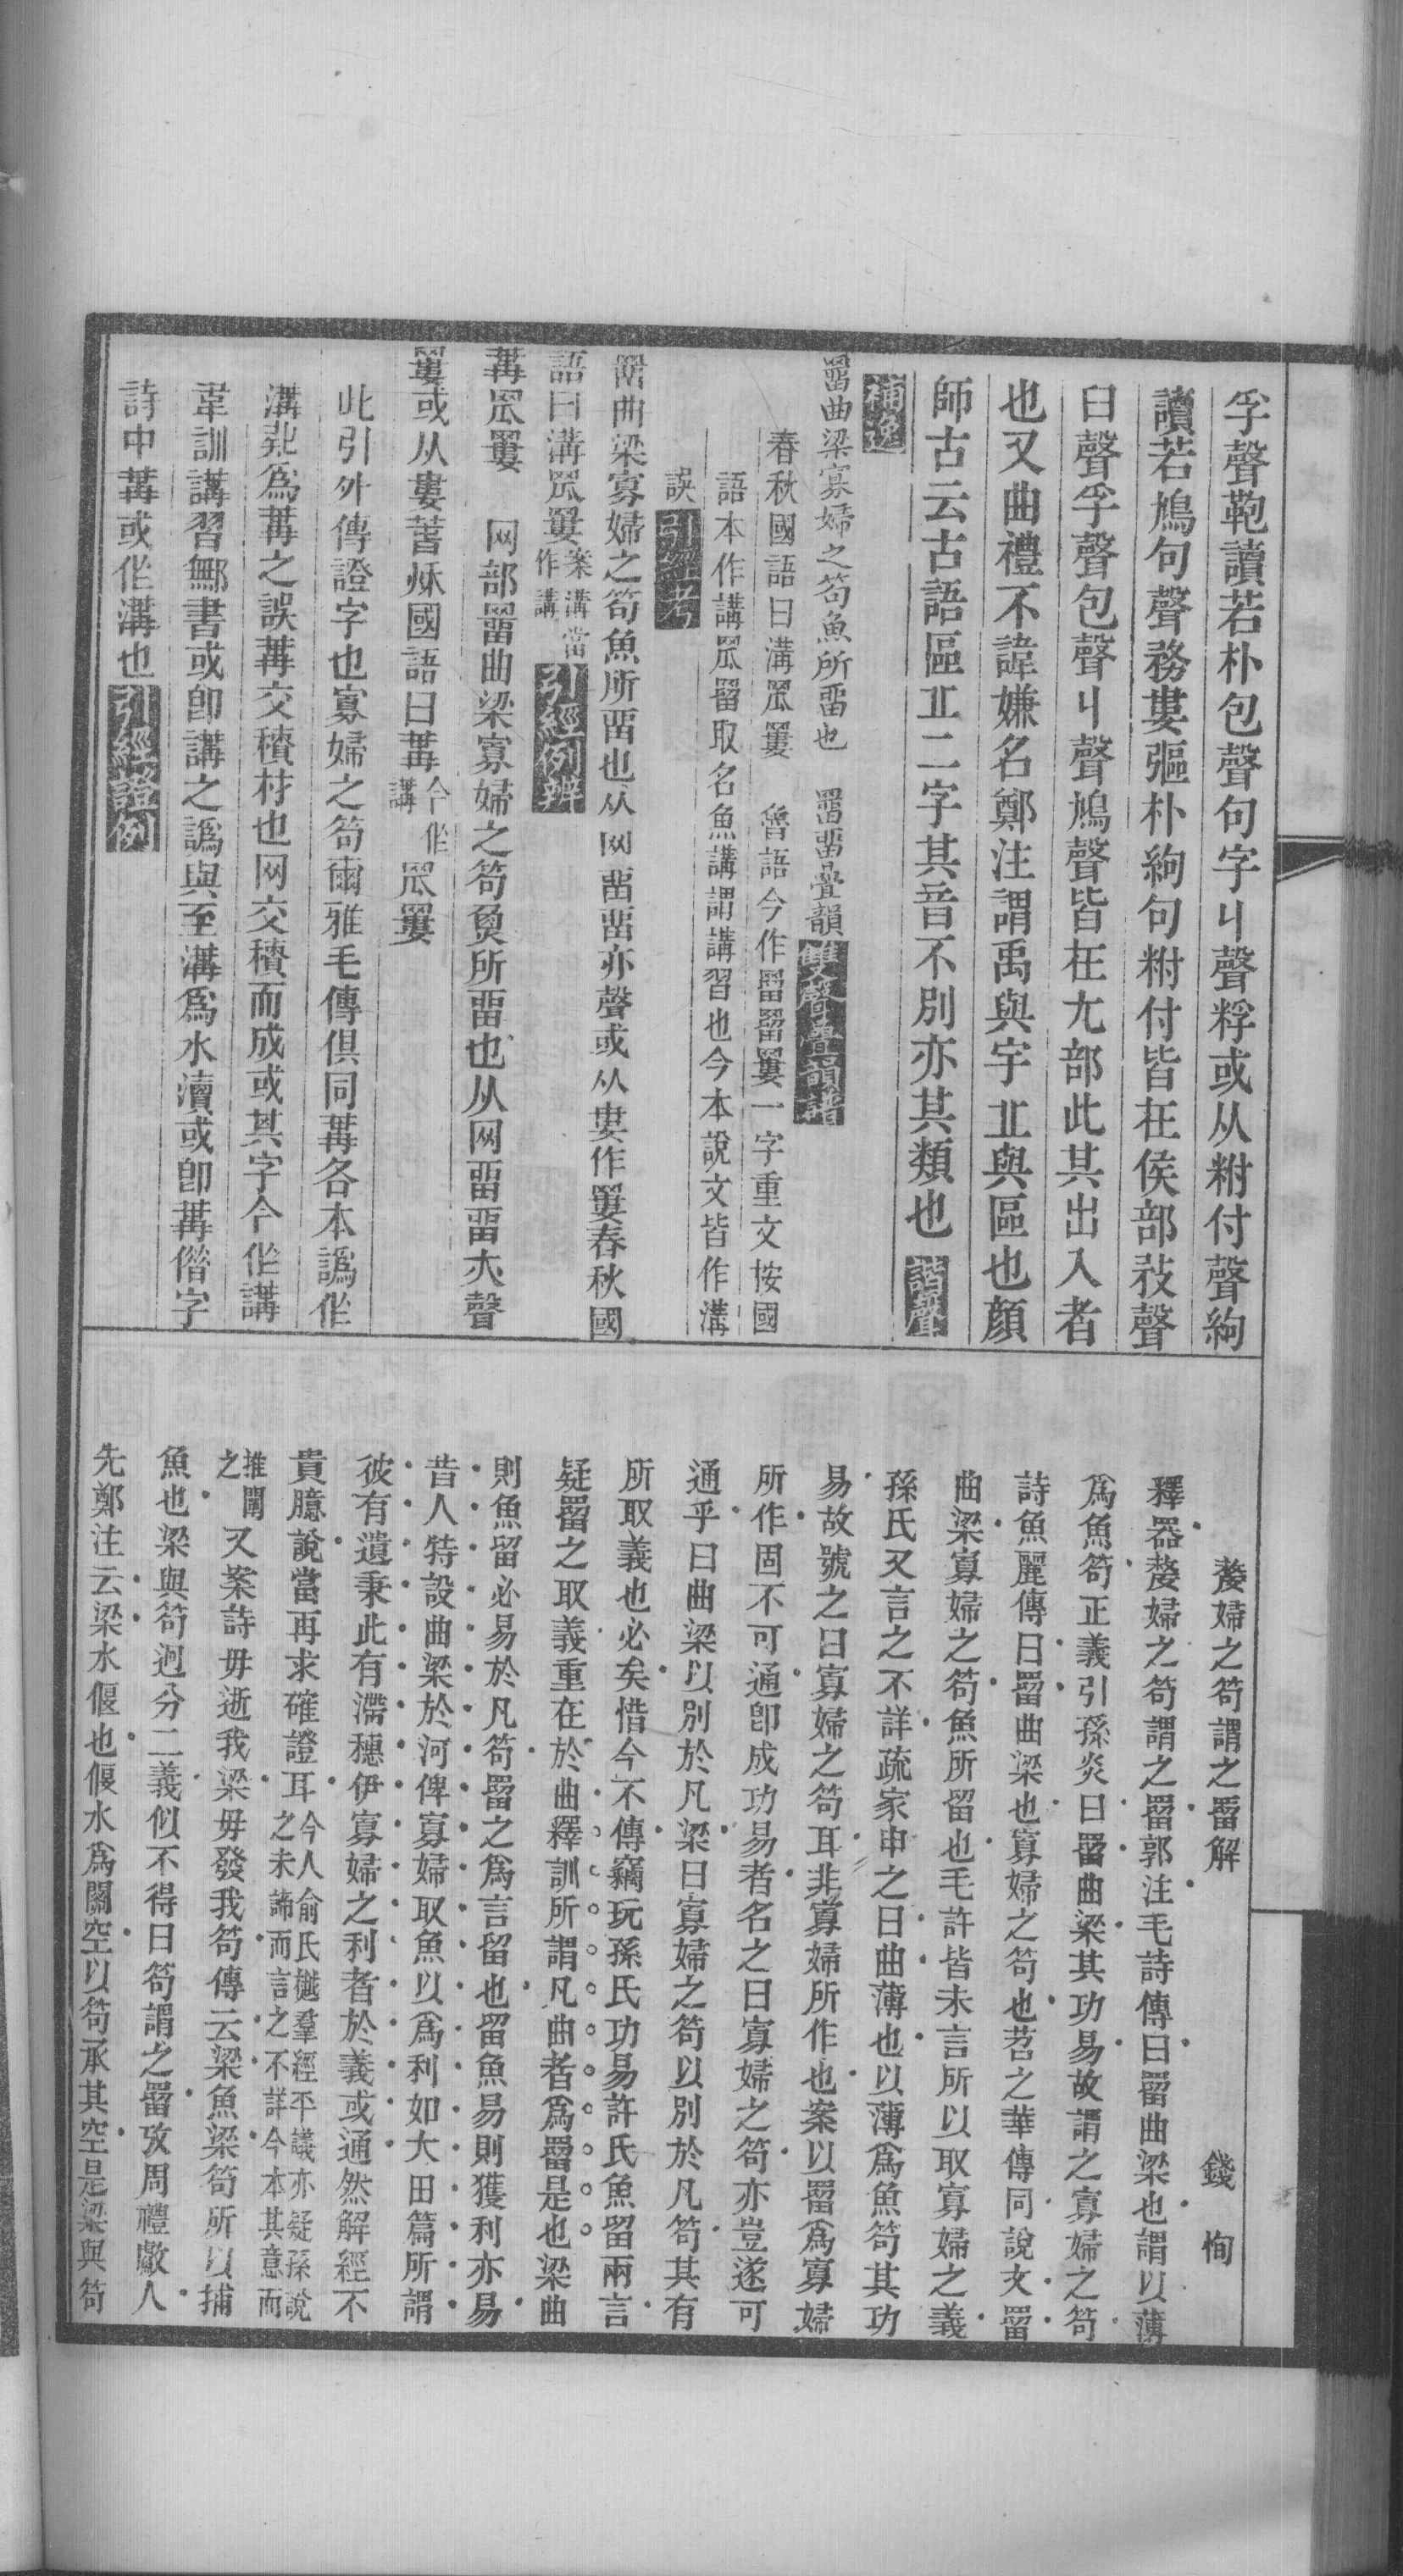 孚聲鞄讀若朴包聲句字丩聲粰或从柎付聲絇
讀若鳩句聲務婁彄朴絇句柎付皆在侯部敄聲
臼聲孚聲包聲丩聲鳩聲皆在尤部此其出入者
也又曲禮不諱嫌名鄭注謂禹與宇丠與區也顏
師古云古語區丠二字其音不別亦其類也 諧聲
補逸
罶曲梁寡婦之笱魚所畱也 罶畱疊韻 雙聲疊韻譜
春秋國語曰溝罛䍣 魯語今作罶罶䍣一字重文按國
語本作講罛罶取名魚講謂講習也今本說文皆作溝
誤 引經考
罶曲梁寡婦之笱魚所畱也从网畱畱亦聲或从婁作䍣春秋國
語曰溝罛䍣案溝當作講 引經例辨
冓罛䍣 网部罶曲梁寡婦之笱魚所畱也从网畱畱亦聲
䍣或从婁春秋國語曰冓今作講罛䍣
此引外傳證字也寡婦之笱爾雅毛傳俱同冓各本譌作
溝非爲冓之誤冓交積材也网交積而成或其字今作講
韋訓講習鄦書或卽講之譌與至溝爲水瀆或卽冓偕字
詩中冓或作溝也 引經證例
嫠婦之笱謂之罶解 錢 恂
釋器嫠婦之笱謂之罶郭注毛詩傳曰罶曲梁也謂以薄
爲魚笱正義引孫炎曰罶曲梁其功易故謂之寡婦之笱
詩魚麗傳曰罶曲梁也寡婦之笱也苕之華傳同說文罶
曲梁寡婦之笱魚所留也毛許皆未言所以取寡婦之義
孫氏又言之不詳疏家申之曰曲薄也以薄爲魚笱其功
易故號之曰寡婦之笱耳非寡婦所作也案以罶爲寡婦
所作固不可通卽成功易者名之曰寡婦之笱亦豈遂可
通乎曰曲梁以別於凡梁曰寡婦之笱以別於凡笱其有
所取義也必矣惜今不傳竊玩孫氏功易許氏魚留兩言
疑罶之取義重在於曲釋訓所謂凡曲者爲罶是也梁曲
則魚留必易於凡笱罶之爲言留也留魚易則獲利亦易
昔人特設曲梁於河俾寡婦取魚以爲利如大田篇所謂
彼有遺秉此有滯穗伊寡婦之利者於義或通然解經不
貴臆說當再求確證耳今人俞氏樾羣經平議亦疑孫說之未諦而言之不詳今本其意而
推闡之 又案詩毋逝我梁毋發我笱傳云梁魚梁笱所以捕
魚也梁與笱迥分二義似不得曰笱謂之罶攷周禮䱷人
先鄭注云梁水偃也偃水爲關空以笱承其空是梁與笱